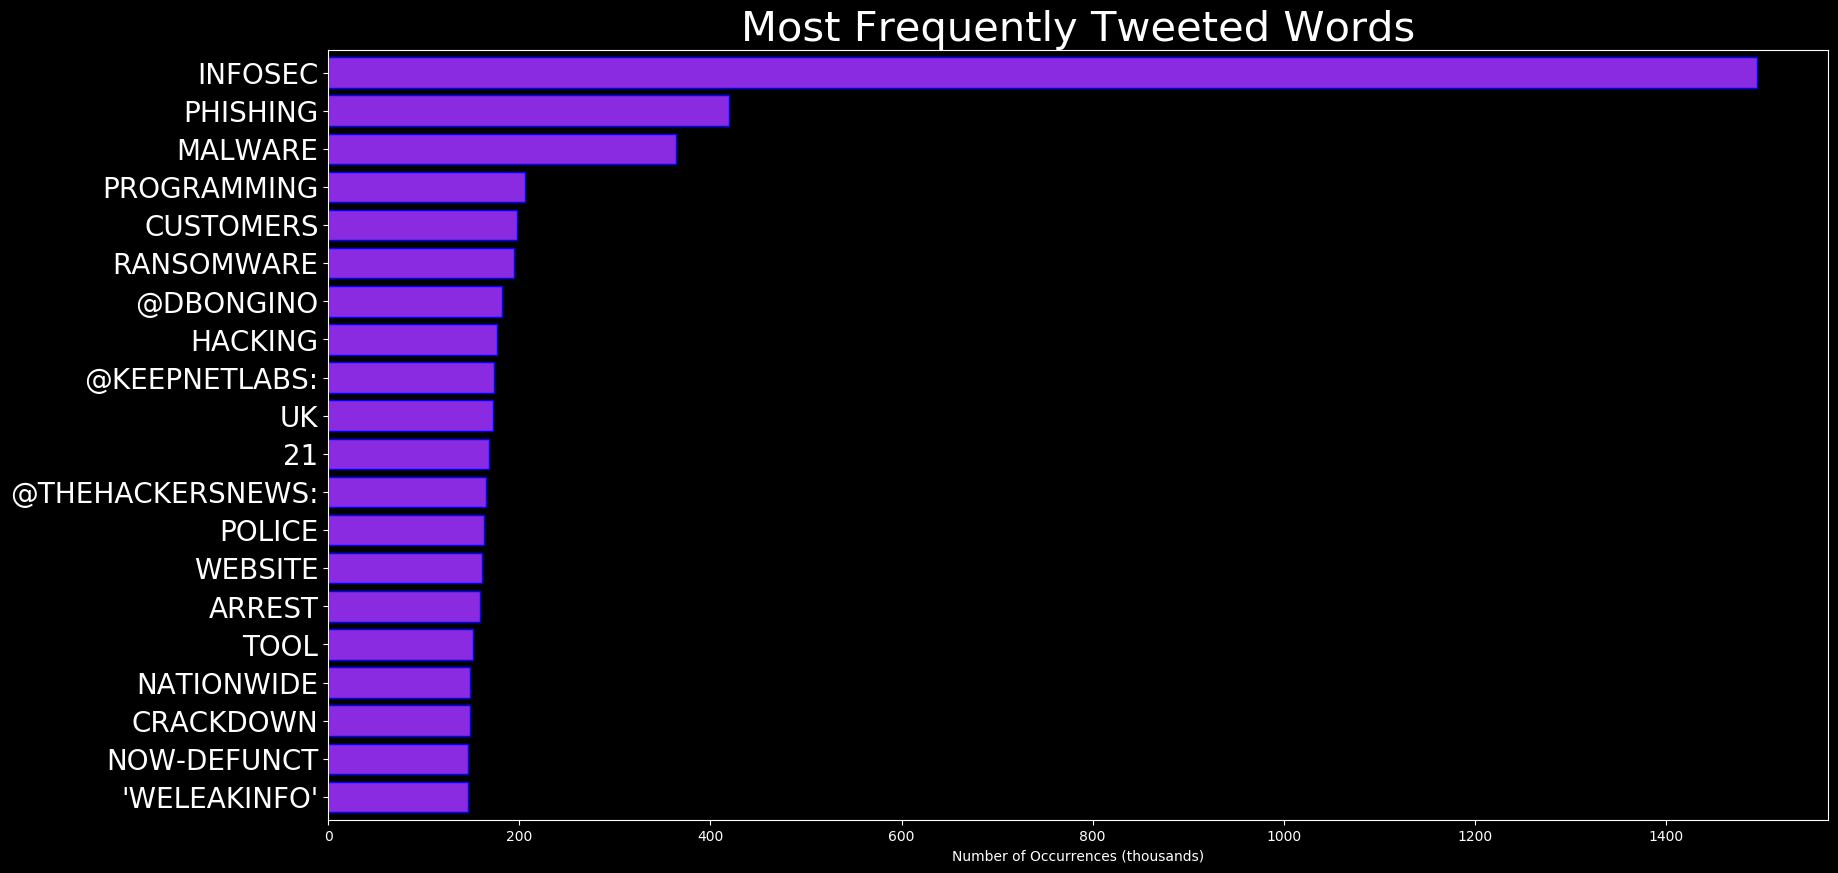 Most Frequently Tweeted Words
INFOSEC
PHISHING
MALWARE
PROGRAMMING
CUSTOMERS
RANSOMWARE
@DBONGINO
HACKING
@KEEPNETLABS:
UK
21
@THEHACKERSNEWS:
POLICE
WEBSITE
ARREST
TOOL
NATIONWIDE
CRACKDOWN
NOW-DEFUNCT
'WELEAKINFO'
0 200 400 600 800 1000 1200 1400
Number of Occurrences (thousands)